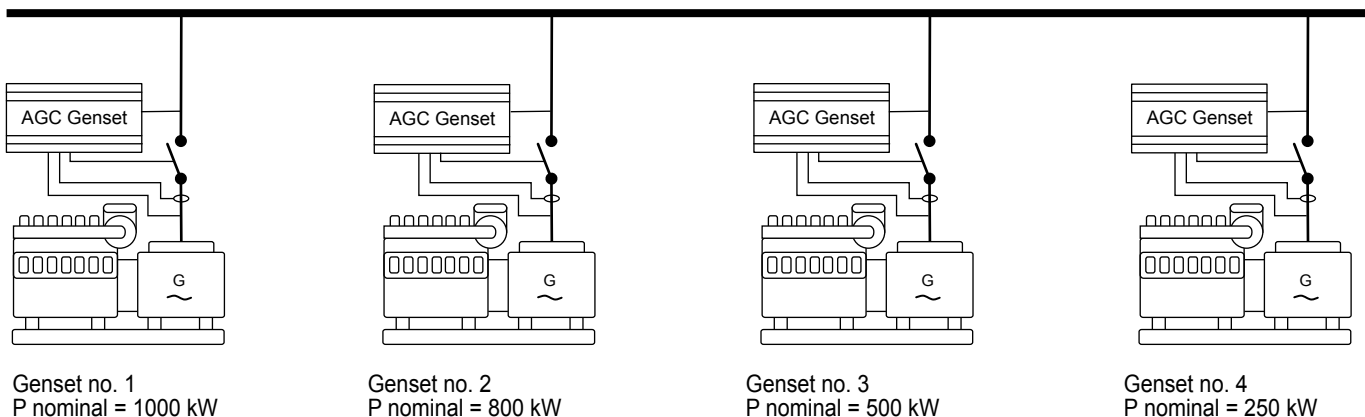 AGC Genset
AGC Genset
AGC Genset
AGC Genset
G
G
G
G
Genset no. 1
P nominal = 1000 kW
Genset no. 2
P nominal = 800 kW
Genset no. 3
P nominal = 500 kW
Genset no. 4
P nominal = 250 kW